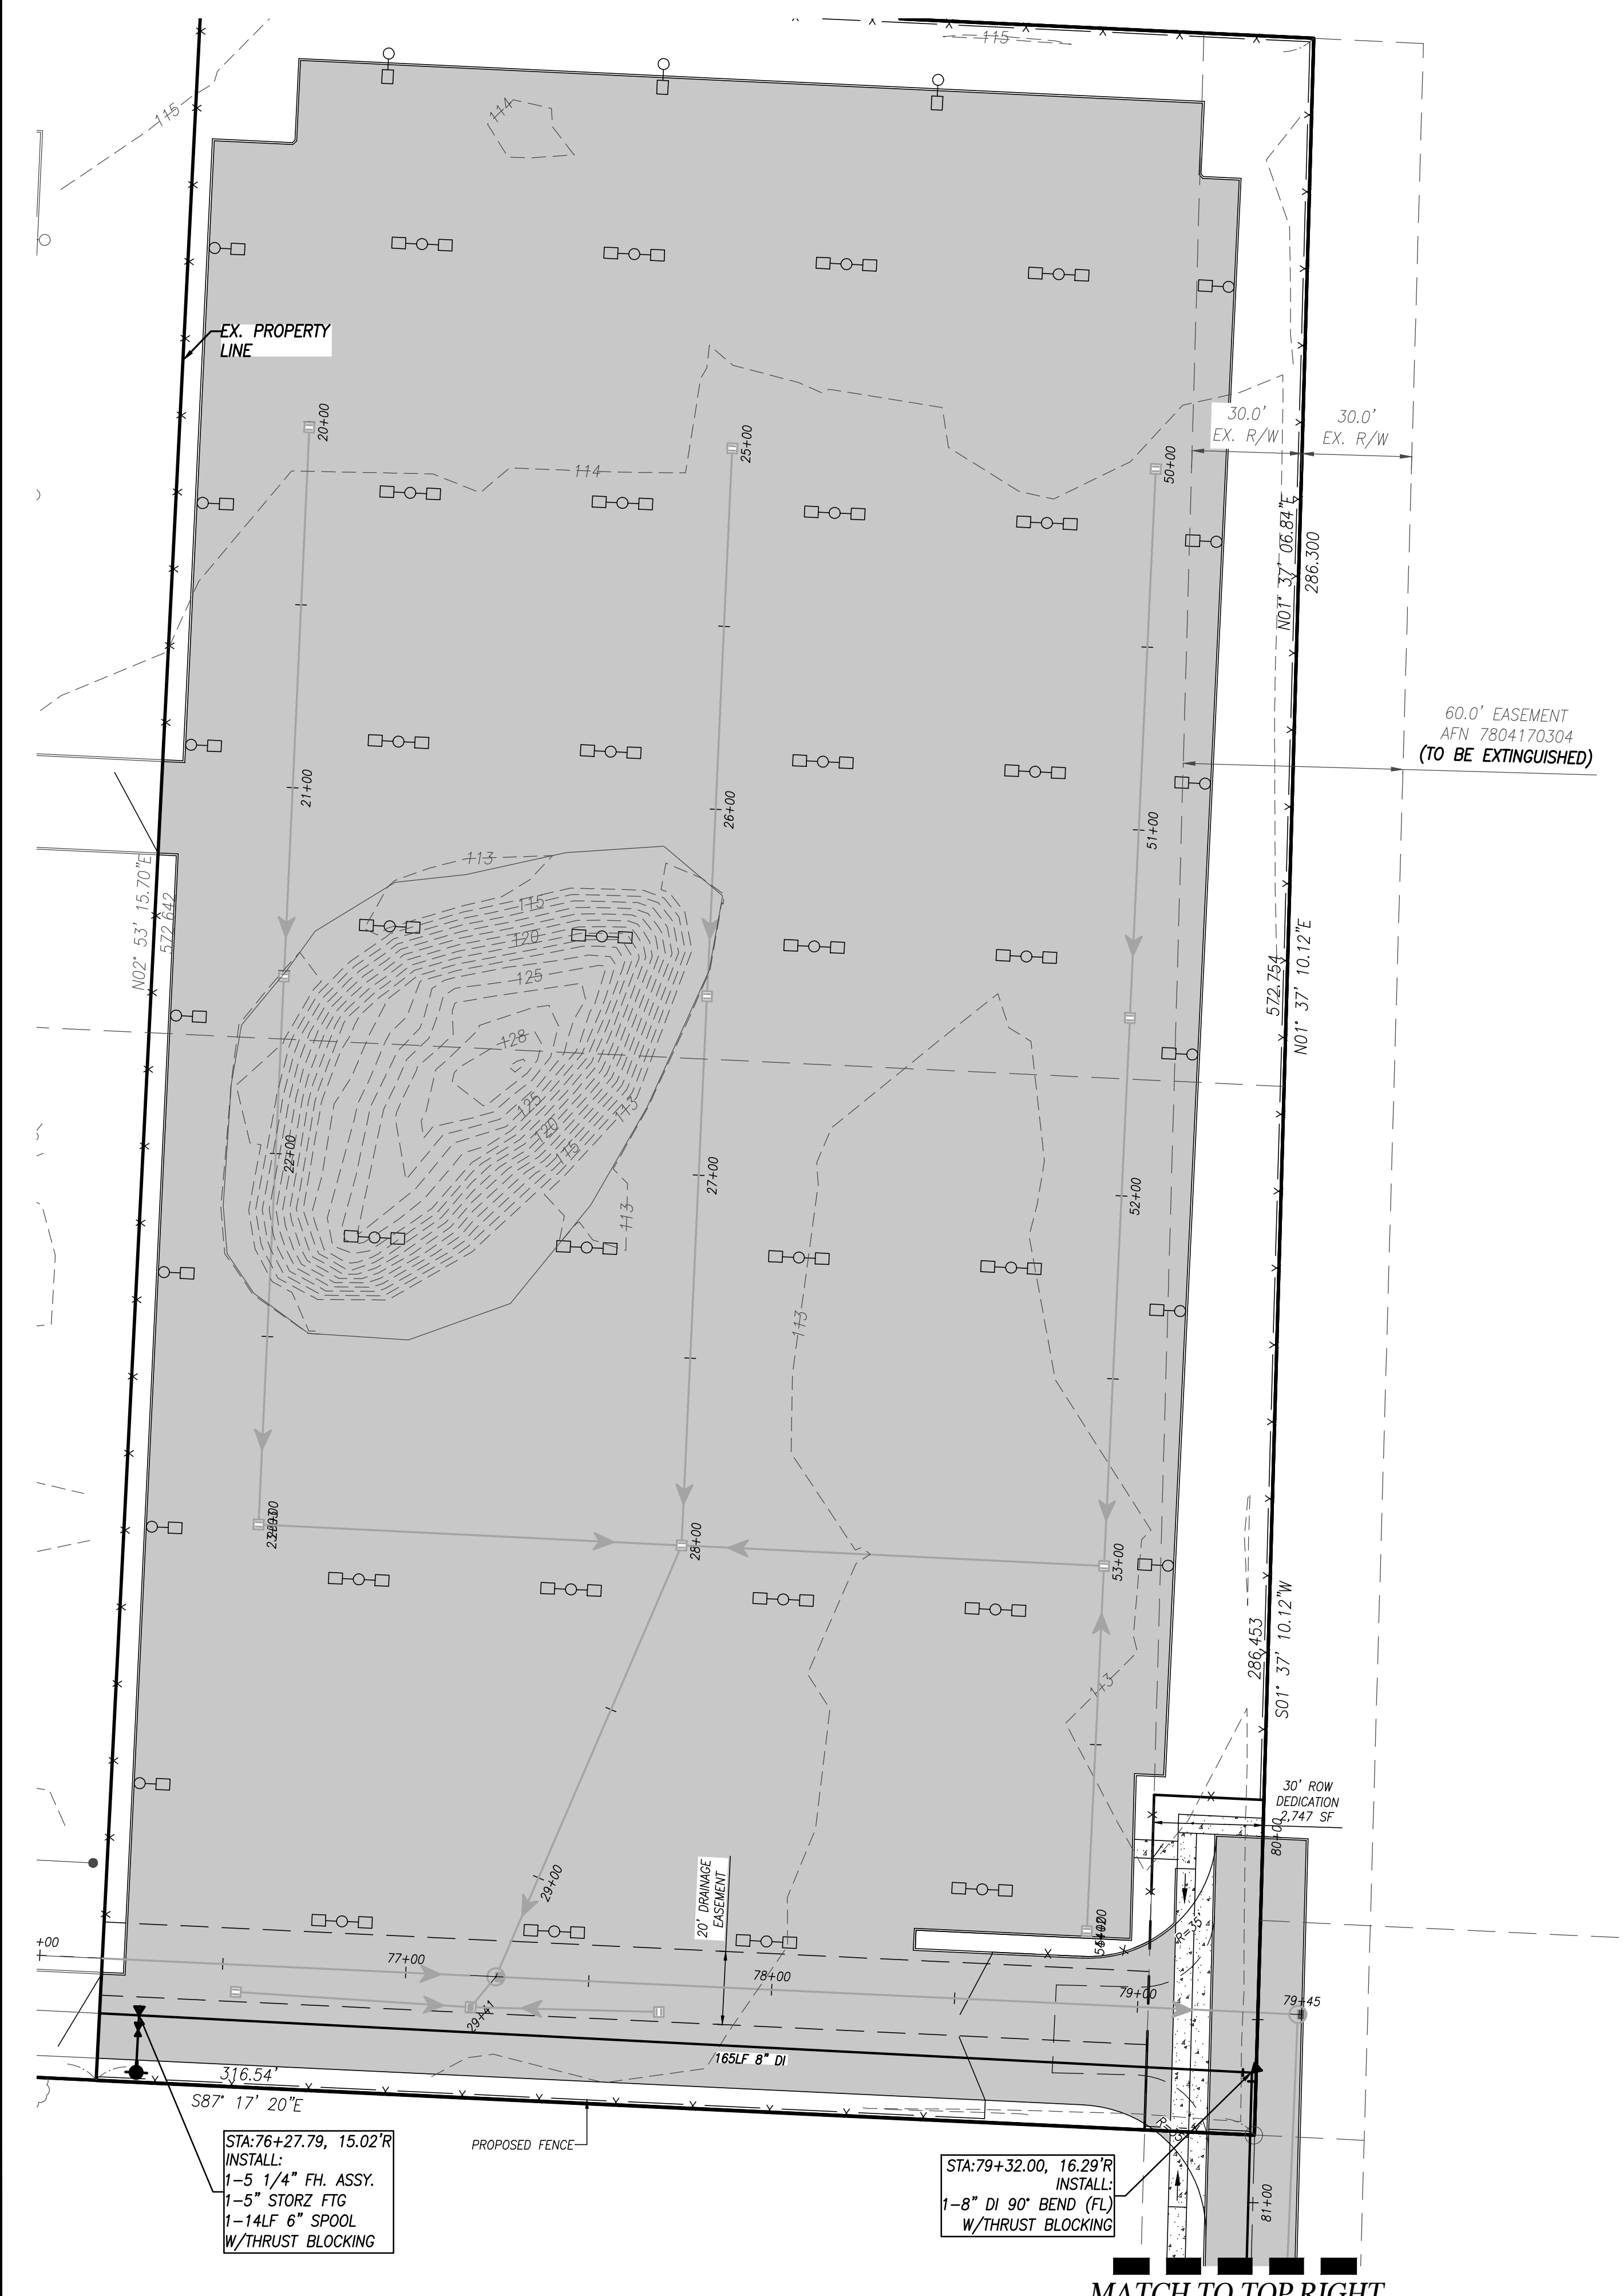 115
115
114
EX. PROPERTY
LINE
20+00
25+00
50+00
30.0'
EX. R/W
30.0'
EX. R/W
114
N01° 37' 06.84"E
286.300
60.0' EASEMENT
AFN 7804170304
(TO BE EXTINGUISHED)
21+00
26+00
51+00
113
N02° 53' 15.70"E
572.642
115
120
125
128
125
120
115
113
113
572.754
N01° 37' 10.12"E
22+00
27+00
52+00
113
28+00
53+00
286.453
S01° 37' 10.12"W
113
30' ROW
DEDICATION
2,747 SF
80+00
29+00
20' DRAINAGE
EASEMENT
R=35'
+00
77+00
78+00
79+00
79+45
29+41
165LF 8" DI
316.54'
S87° 17' 20"E
PROPOSED FENCE
R=35'
STA:76+27.79, 15.02'R
INSTALL:
1-5 1/4" FH. ASSY.
1-5" STORZ FTG
1-14LF 6" SPOOL
W/THRUST BLOCKING
STA:79+32.00, 16.29'R
INSTALL:
1-8" DI 90° BEND (FL)
W/THRUST BLOCKING
81+00
MATCH TO TOP RIGHT